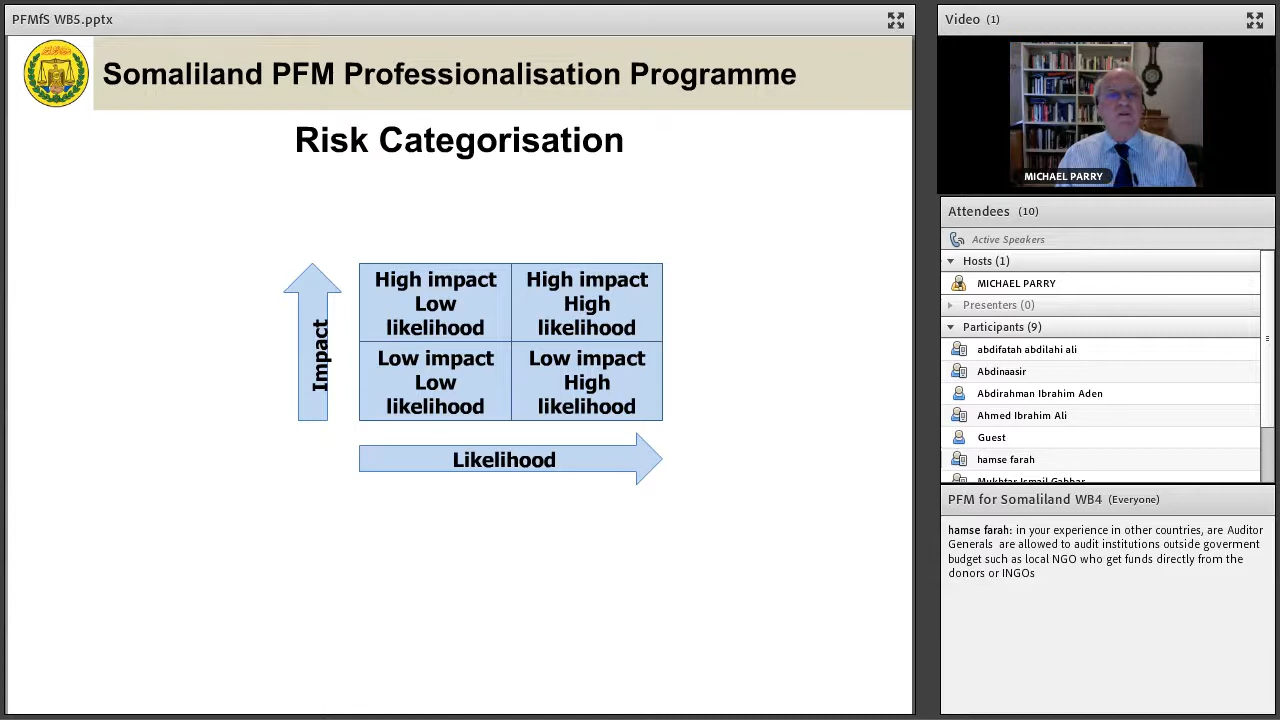 PFMfS WB5.pptx
Somaliland PFM Professionalisation Programme
Risk Categorisation
High impact
Low
likelihood
High impact
High
likelihood
Low impact
Low
likelihood
Low impact
High
likelihood
Impact
Likelihood
Video (1)
MICHAEL PARRY
Attendees (10)
Active Speakers
Hosts (1)
MICHAEL PARRY
Presenters (0)
Participants (9)
abdifatah abdilahi ali
Abdinaasir
Abdirahman Ibrahim Aden
Ahmed Ibrahim Ali
Guest
hamse farah
Mukhtar Ismail Gabbar
PFM for Somaliland WB4 (Everyone)
hamse farah: in your experience in other countries, are Auditor
Generals are allowed to audit institutions outside goverment
budget such as local NGO who get funds directly from the
donors or INGOs